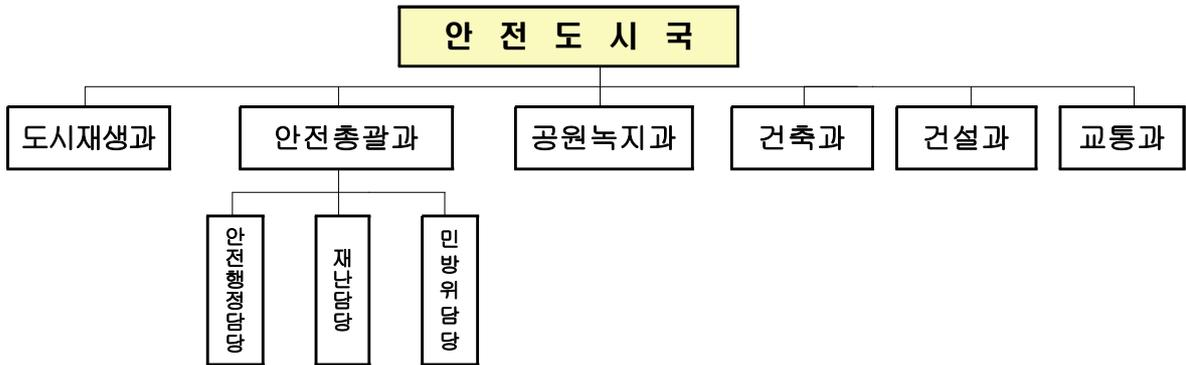 안 전 도 시 국
도시재생과
안전총괄과
공원녹지과
건축과
건설과
교통과
안전행정담당
재난담당
민방위담당